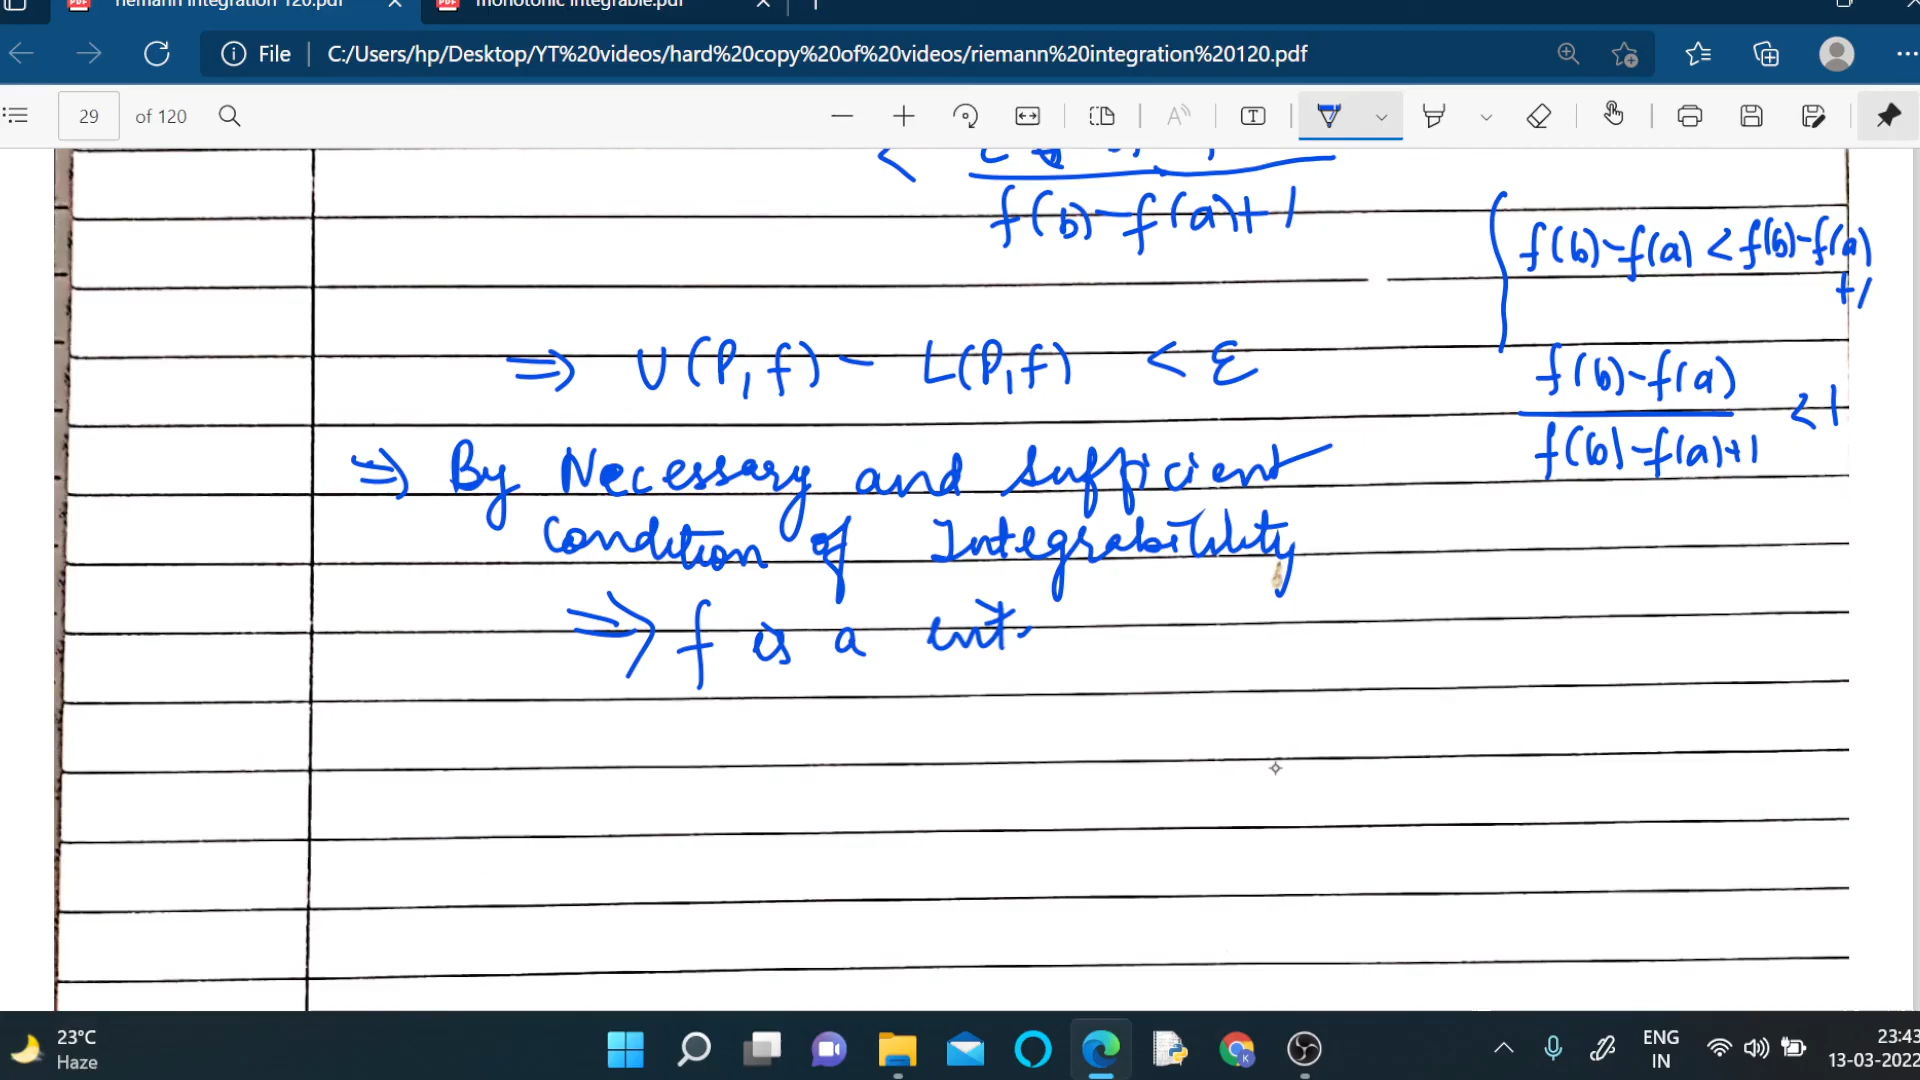 riemann integration 120.pdf
monotonic integrable.pdf
File
C:/Users/hp/Desktop/YT%20videos/hard%20copy%20of%20videos/riemann%20integration%20120.pdf
29 of 120
<
f(b)-f(a)+1
f(b)-f(a) < f(b)-f(a)
+1
⇒ U(P,f) - L(P,f) < ε
f(b)-f(a)
< 1
f(b)-f(a)+1
⇒ By Necessary and Sufficient
Condition of Integrability
⇒ f is a int.
23°C
Haze
ENG
IN
23:43
13-03-2022